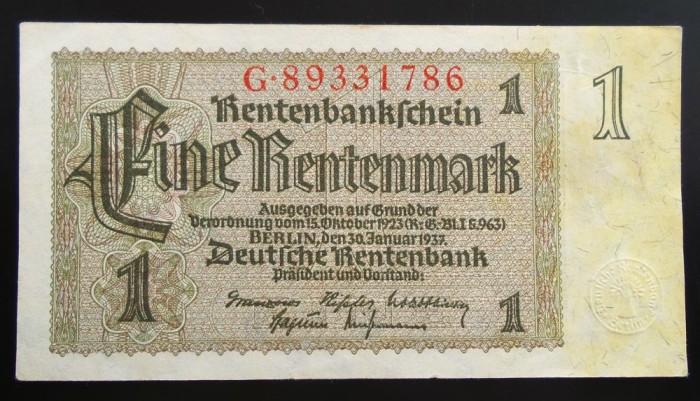 G·89331786
1
1
Rentenbankschein
Eine Rentenmark
Ausgegeben auf Grund der
Verordnung vom 15. Oktober 1923 (R.-G.-Bl. I S. 963)
BERLIN, den 30. Januar 1937.
Deutsche Rentenbank
Präsident und Vorstand:
1
1